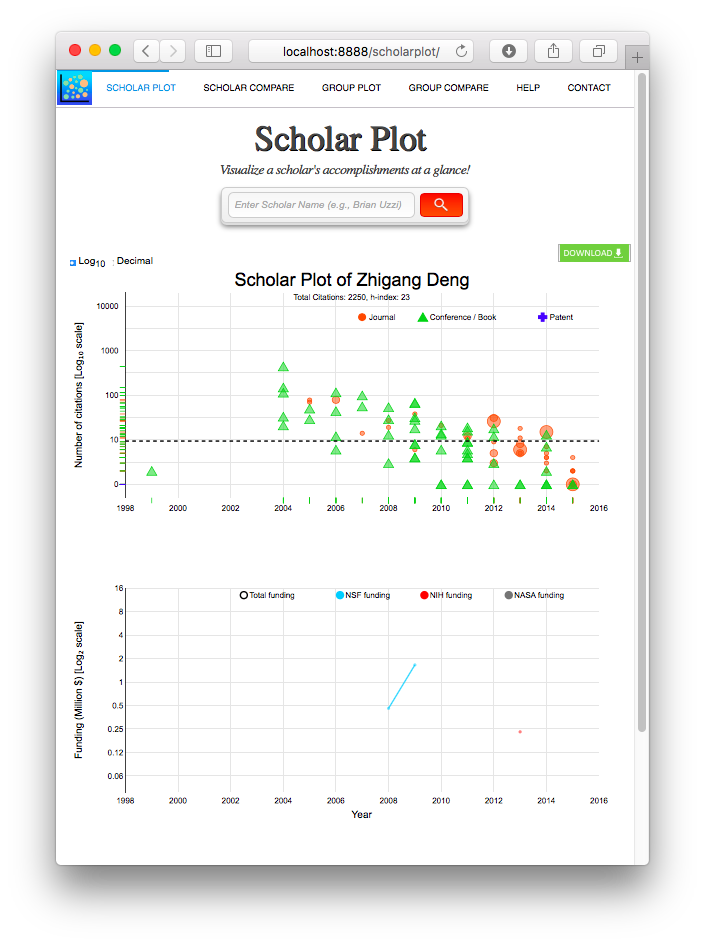 localhost:8888/scholarplot/
SCHOLAR PLOT SCHOLAR COMPARE GROUP PLOT GROUP COMPARE HELP CONTACT
Scholar Plot
Visualize a scholar's accomplishments at a glance!
Enter Scholar Name (e.g., Brian Uzzi)
DOWNLOAD
Log10 Decimal
Scholar Plot of Zhigang Deng
Total Citations: 2250, h-index: 23
Journal Conference / Book Patent
Number of citations [Log10 scale]
10000
1000
100
10
0
1998 2000 2002 2004 2006 2008 2010 2012 2014 2016
Total funding NSF funding NIH funding NASA funding
Funding (Million $) [Log2 scale]
16
8
4
2
1
0.5
0.25
0.12
0.06
1998 2000 2002 2004 2006 2008 2010 2012 2014 2016
Year